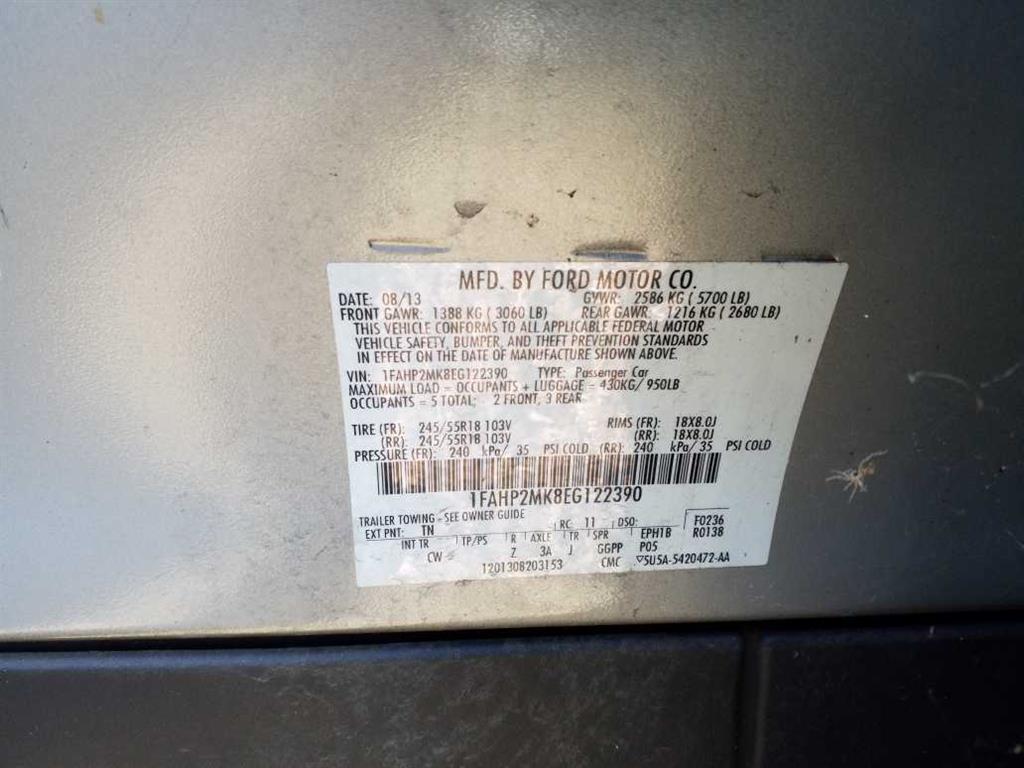 MFD. BY FORD MOTOR CO.
DATE: 08/13 GVWR: 2586 KG ( 5700 LB)
FRONT GAWR: 1388 KG ( 3060 LB) REAR GAWR: 1216 KG ( 2680 LB)
THIS VEHICLE CONFORMS TO ALL APPLICABLE FEDERAL MOTOR
VEHICLE SAFETY, BUMPER, AND THEFT PREVENTION STANDARDS
IN EFFECT ON THE DATE OF MANUFACTURE SHOWN ABOVE.
VIN: 1FAHP2MK8EG122390 TYPE: Passenger Car
MAXIMUM LOAD = OCCUPANTS + LUGGAGE = 430KG/ 950LB
OCCUPANTS = 5 TOTAL: 2 FRONT, 3 REAR
TIRE (FR): 245/55R18 103V RIMS (FR): 18X8.0J
(RR): 245/55R18 103V (RR): 18X8.0J
PRESSURE (FR): 240 kPa/ 35 PSI COLD (RR): 240 kPa/ 35 PSI COLD
1FAHP2MK8EG122390
TRAILER TOWING - SEE OWNER GUIDE
EXT PNT: TN RC: 11 DSO: F0236
R0138
INT TR TP/PS R AXLE TR SPR EPH1B
CW Z 3A J GGPP P05
1201308203153 CMC ▽5U5A-5420472-AA